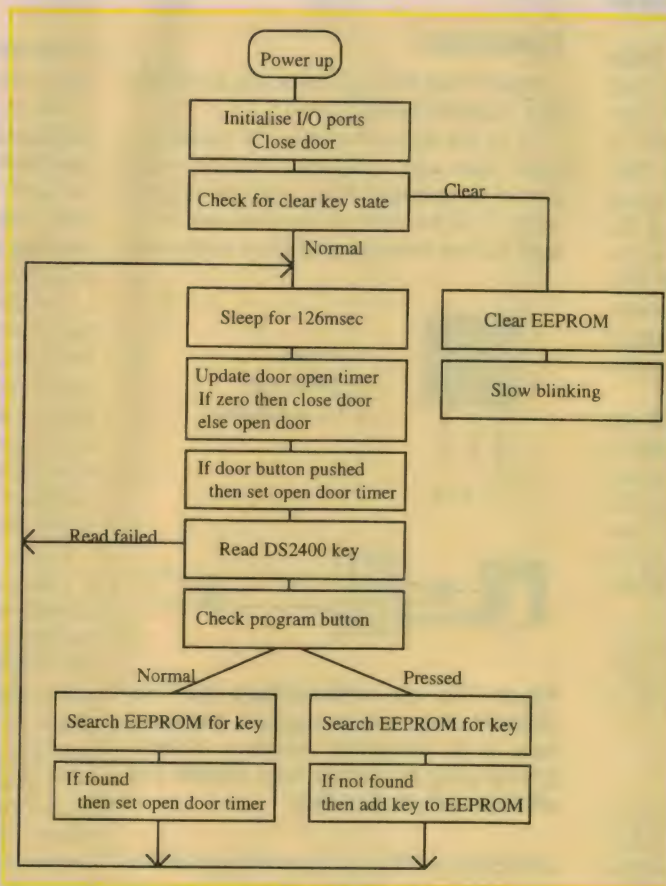 Power up
Initialise I/O ports
Close door
Check for clear key state
Clear
Normal
Sleep for 126msec
Clear EEPROM
Update door open timer
If zero then close door
else open door
Slow blinking
If door button pushed
then set open door timer
Read failed
Read DS2400 key
Check program button
Normal
Pressed
Search EEPROM for key
Search EEPROM for key
If found
then set open door timer
If not found
then add key to EEPROM